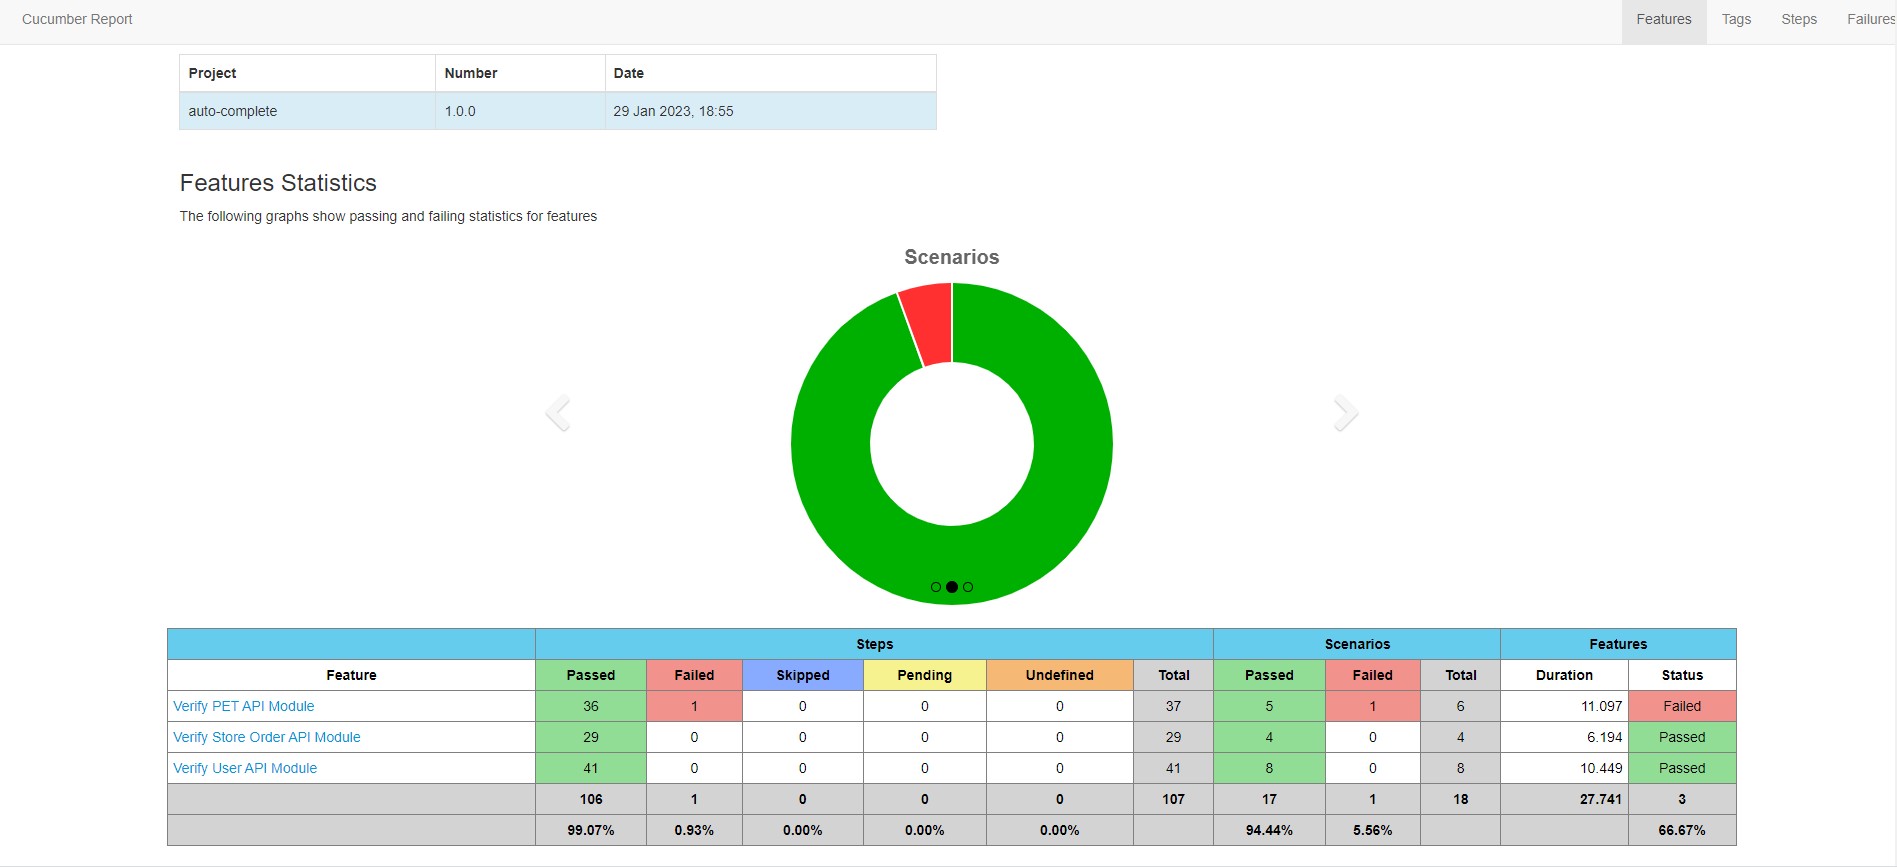 Cucumber Report Features Tags Steps Failures
Project Number Date
auto-complete 1.0.0 29 Jan 2023, 18:55
Features Statistics
The following graphs show passing and failing statistics for features
Scenarios
Steps Scenarios Features
Feature Passed Failed Skipped Pending Undefined Total Passed Failed Total Duration Status
Verify PET API Module 36 1 0 0 0 37 5 1 6 11.097 Failed
Verify Store Order API Module 29 0 0 0 0 29 4 0 4 6.194 Passed
Verify User API Module 41 0 0 0 0 41 8 0 8 10.449 Passed
106 1 0 0 0 107 17 1 18 27.741 3
99.07% 0.93% 0.00% 0.00% 0.00% 94.44% 5.56% 66.67%